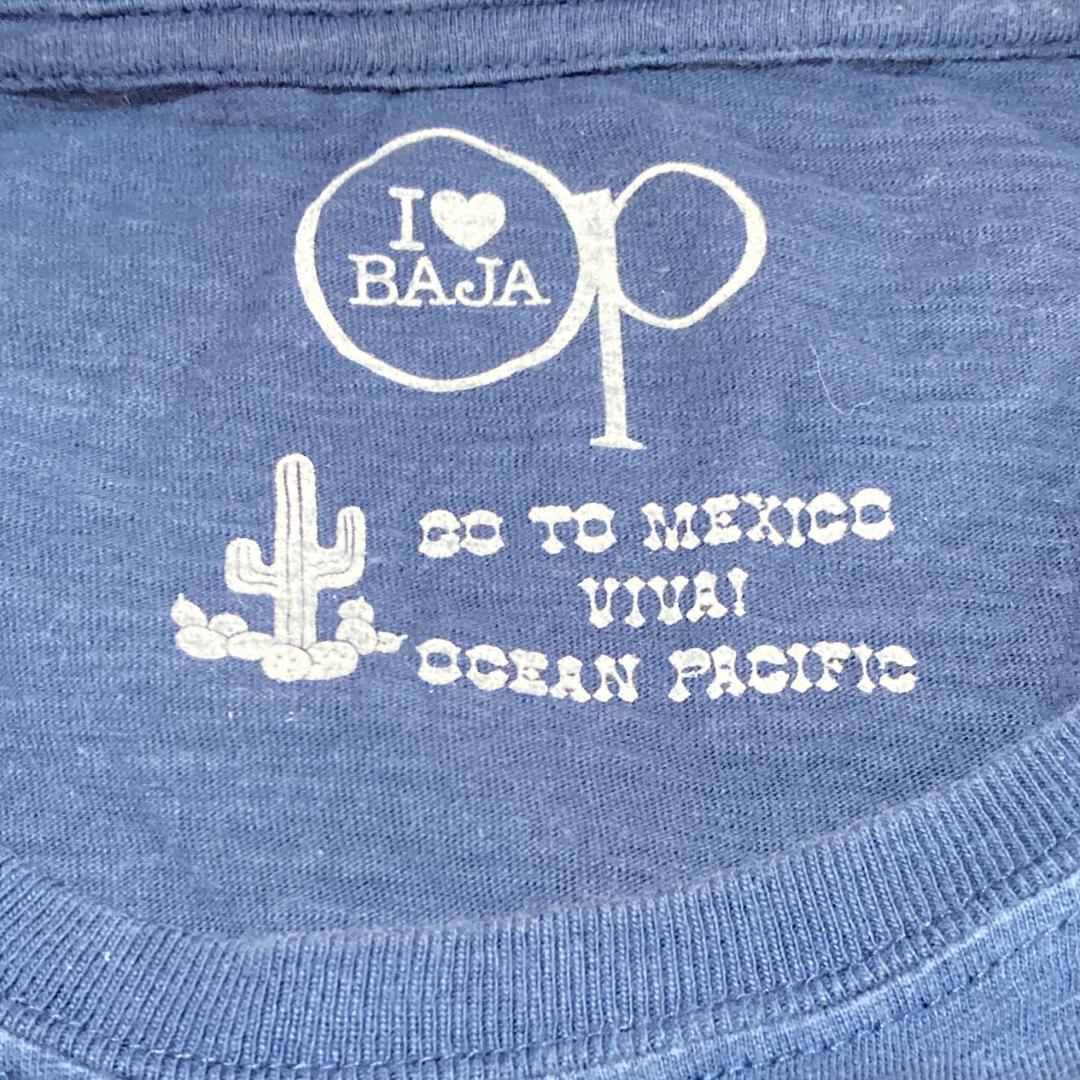 Op
I ♥
BAJA
GO TO MEXICO
VIVA!
OCEAN PACIFIC